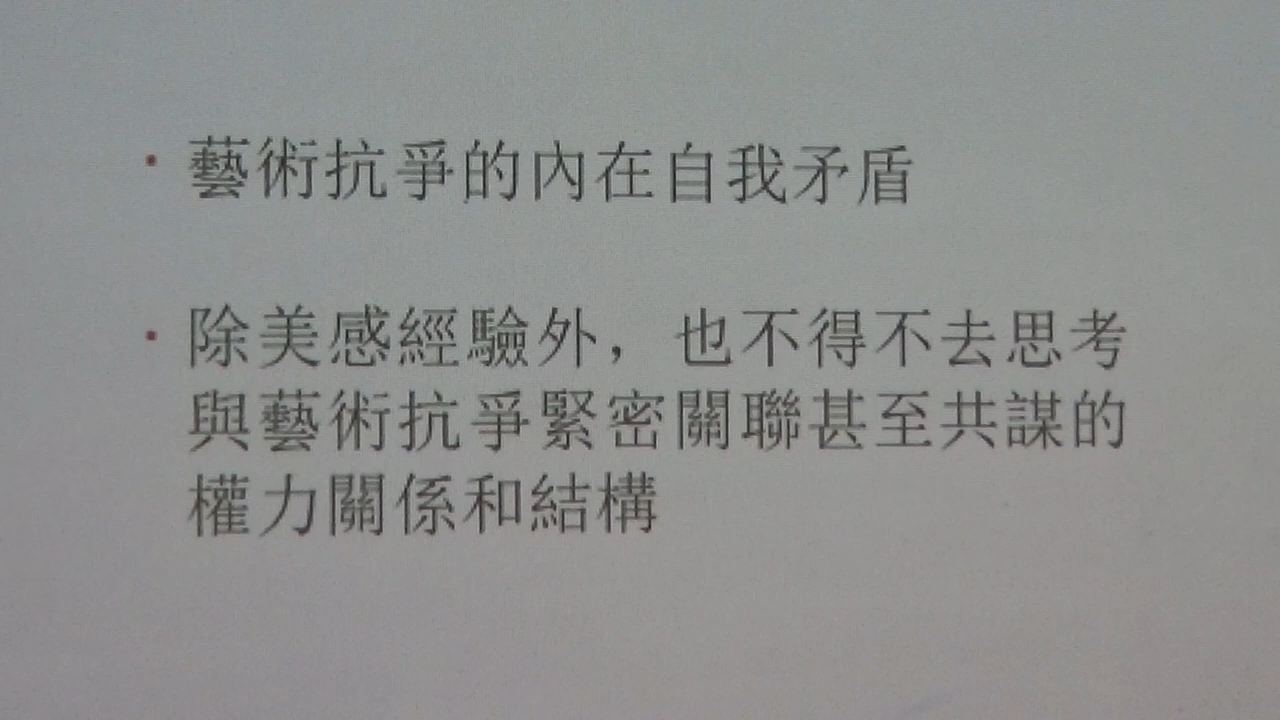 · 藝術抗爭的內在自我矛盾
· 除美感經驗外，也不得不去思考
與藝術抗爭緊密關聯甚至共謀的
權力關係和結構